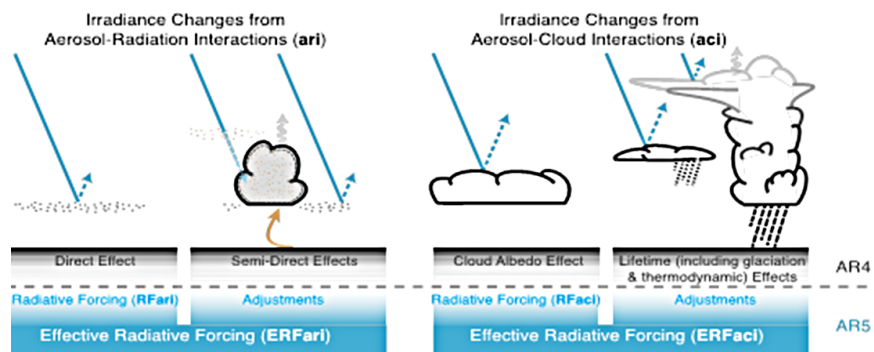 Irradiance Changes from
Aerosol-Radiation Interactions (ari)
Irradiance Changes from
Aerosol-Cloud Interactions (aci)
Direct Effect
Semi-Direct Effects
Cloud Albedo Effect
Lifetime (including glaciation
& thermodynamic) Effects
AR4
Radiative Forcing (RFari)
Adjustments
Radiative Forcing (RFaci)
Adjustments
AR5
Effective Radiative Forcing (ERFari)
Effective Radiative Forcing (ERFaci)